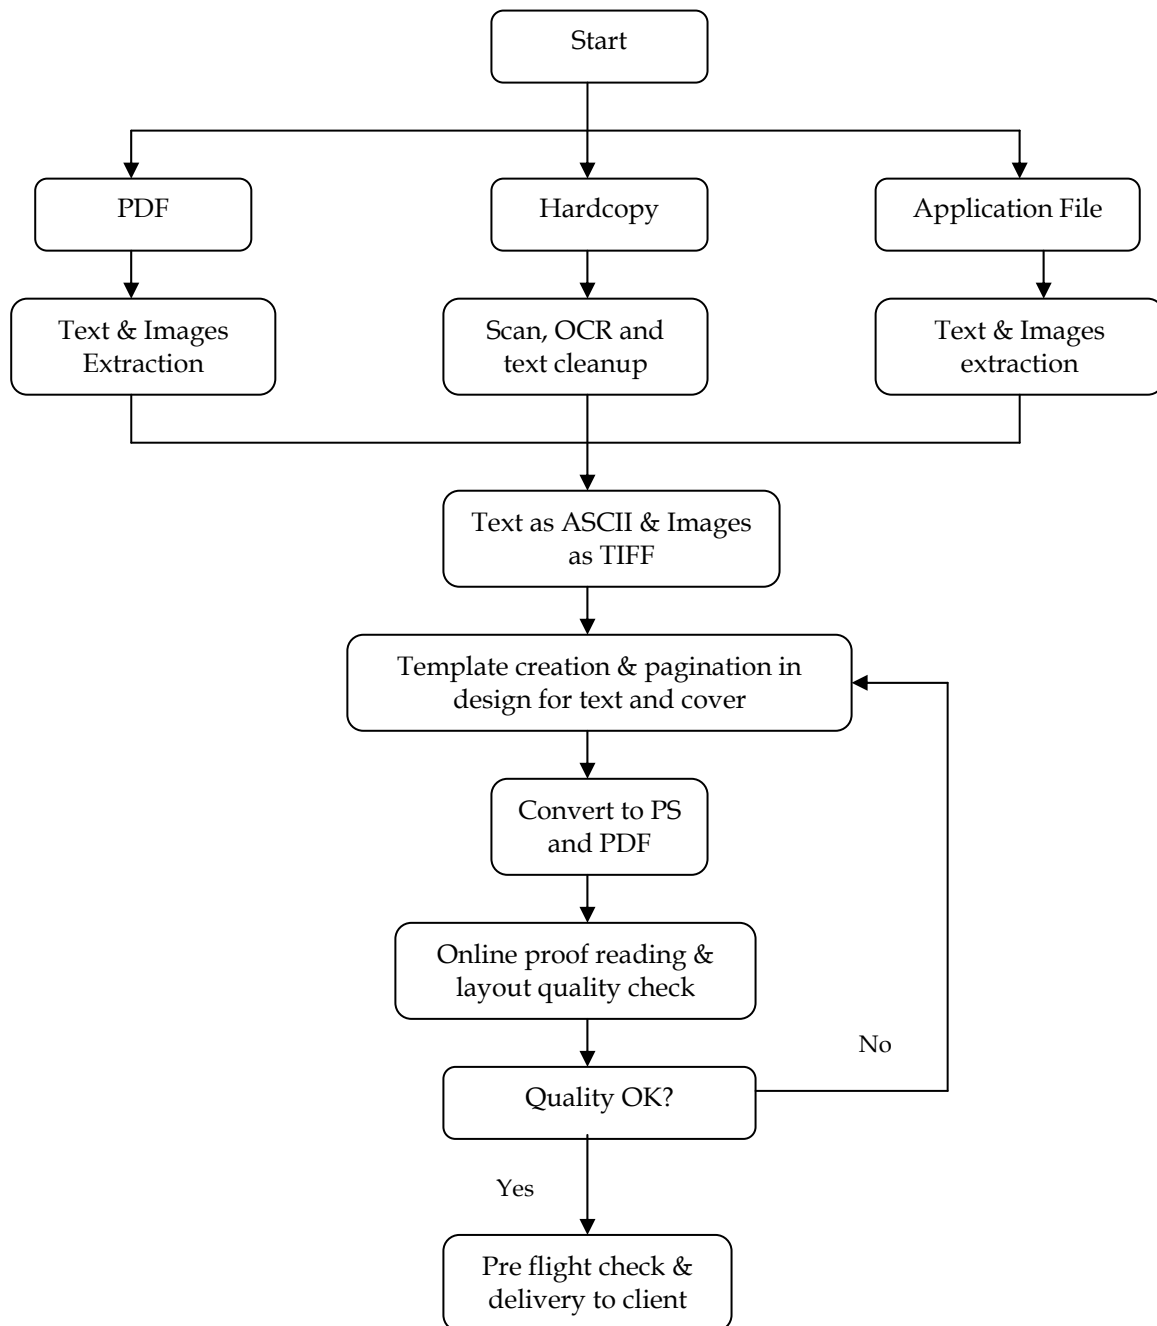 Start
PDF
Hardcopy
Application File
Text & Images
Extraction
Scan, OCR and
text cleanup
Text & Images
extraction
Text as ASCII & Images
as TIFF
Template creation & pagination in
design for text and cover
Convert to PS
and PDF
Online proof reading &
layout quality check
No
Quality OK?
Yes
Pre flight check &
delivery to client